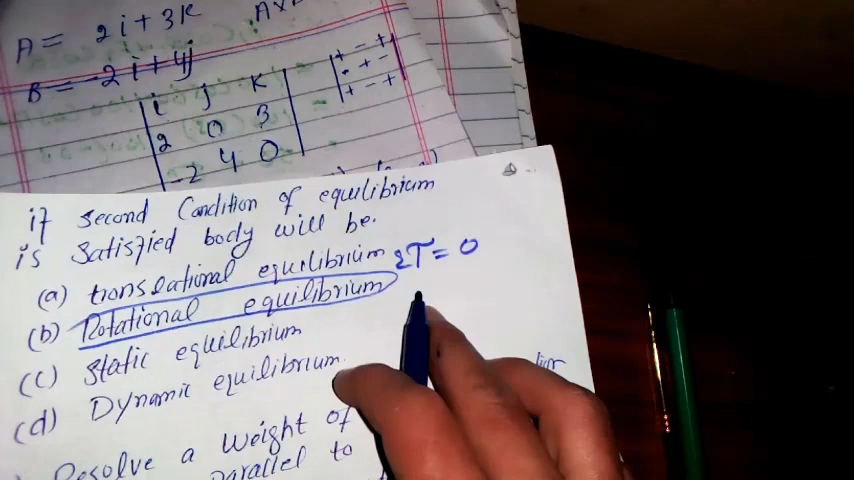 A = 2i+3k
B = -2i+4j
i j k
2 0 3
-2 4 0
+ - +
- + -
+ - +
if Second Condition of equilibrium
is Satisfied body will be.
(a) translational equilibrium ΣT = 0
(b) Rotational equilibrium
(c) Static equilibrium
(d) Dynamic equilibrium.
Resolve a Weight of
parallel to